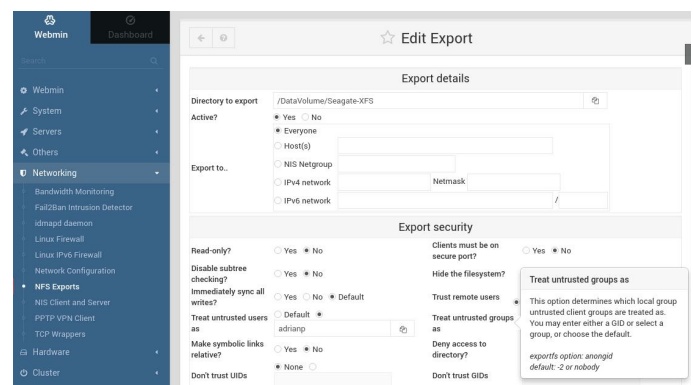 Webmin
Dashboard
Search
Webmin
System
Servers
Others
Networking
Bandwidth Monitoring
Fail2Ban Intrusion Detector
idmapd daemon
Linux Firewall
Linux IPv6 Firewall
Network Configuration
NFS Exports
NIS Client and Server
PPTP VPN Client
TCP Wrappers
Hardware
Cluster
Edit Export
Export details
Directory to export /DataVolume/Seagate-XFS
Active? Yes No
Export to..
Everyone
Host(s)
NIS Netgroup
IPv4 network Netmask
IPv6 network /
Export security
Read-only? Yes No
Clients must be on secure port? Yes No
Disable subtree checking? Yes No
Hide the filesystem?
Immediately sync all writes? Yes No Default
Trust remote users
Treat untrusted users as Default
adrianp
Treat untrusted groups as
Make symbolic links relative? Yes No
Deny access to directory?
Don't trust UIDs None
Don't trust GIDs
Treat untrusted groups as
This option determines which local group
untrusted client groups are treated as.
You may enter either a GID or select a
group, or choose the default.
exportfs option: anongid
default: -2 or nobody